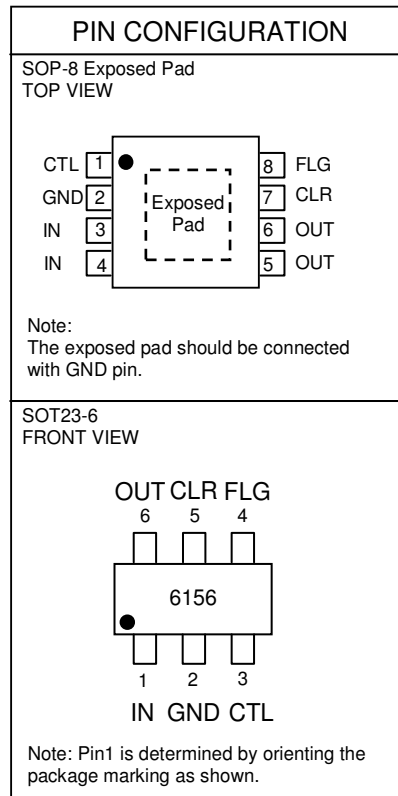 PIN CONFIGURATION
SOP-8 Exposed Pad
TOP VIEW
CTL 1 8 FLG
GND 2 Exposed 7 CLR
IN 3 Pad 6 OUT
IN 4 5 OUT
Note:
The exposed pad should be connected
with GND pin.
SOT23-6
FRONT VIEW
OUT CLR FLG
6 5 4
6156
1 2 3
IN GND CTL
Note: Pin1 is determined by orienting the
package marking as shown.